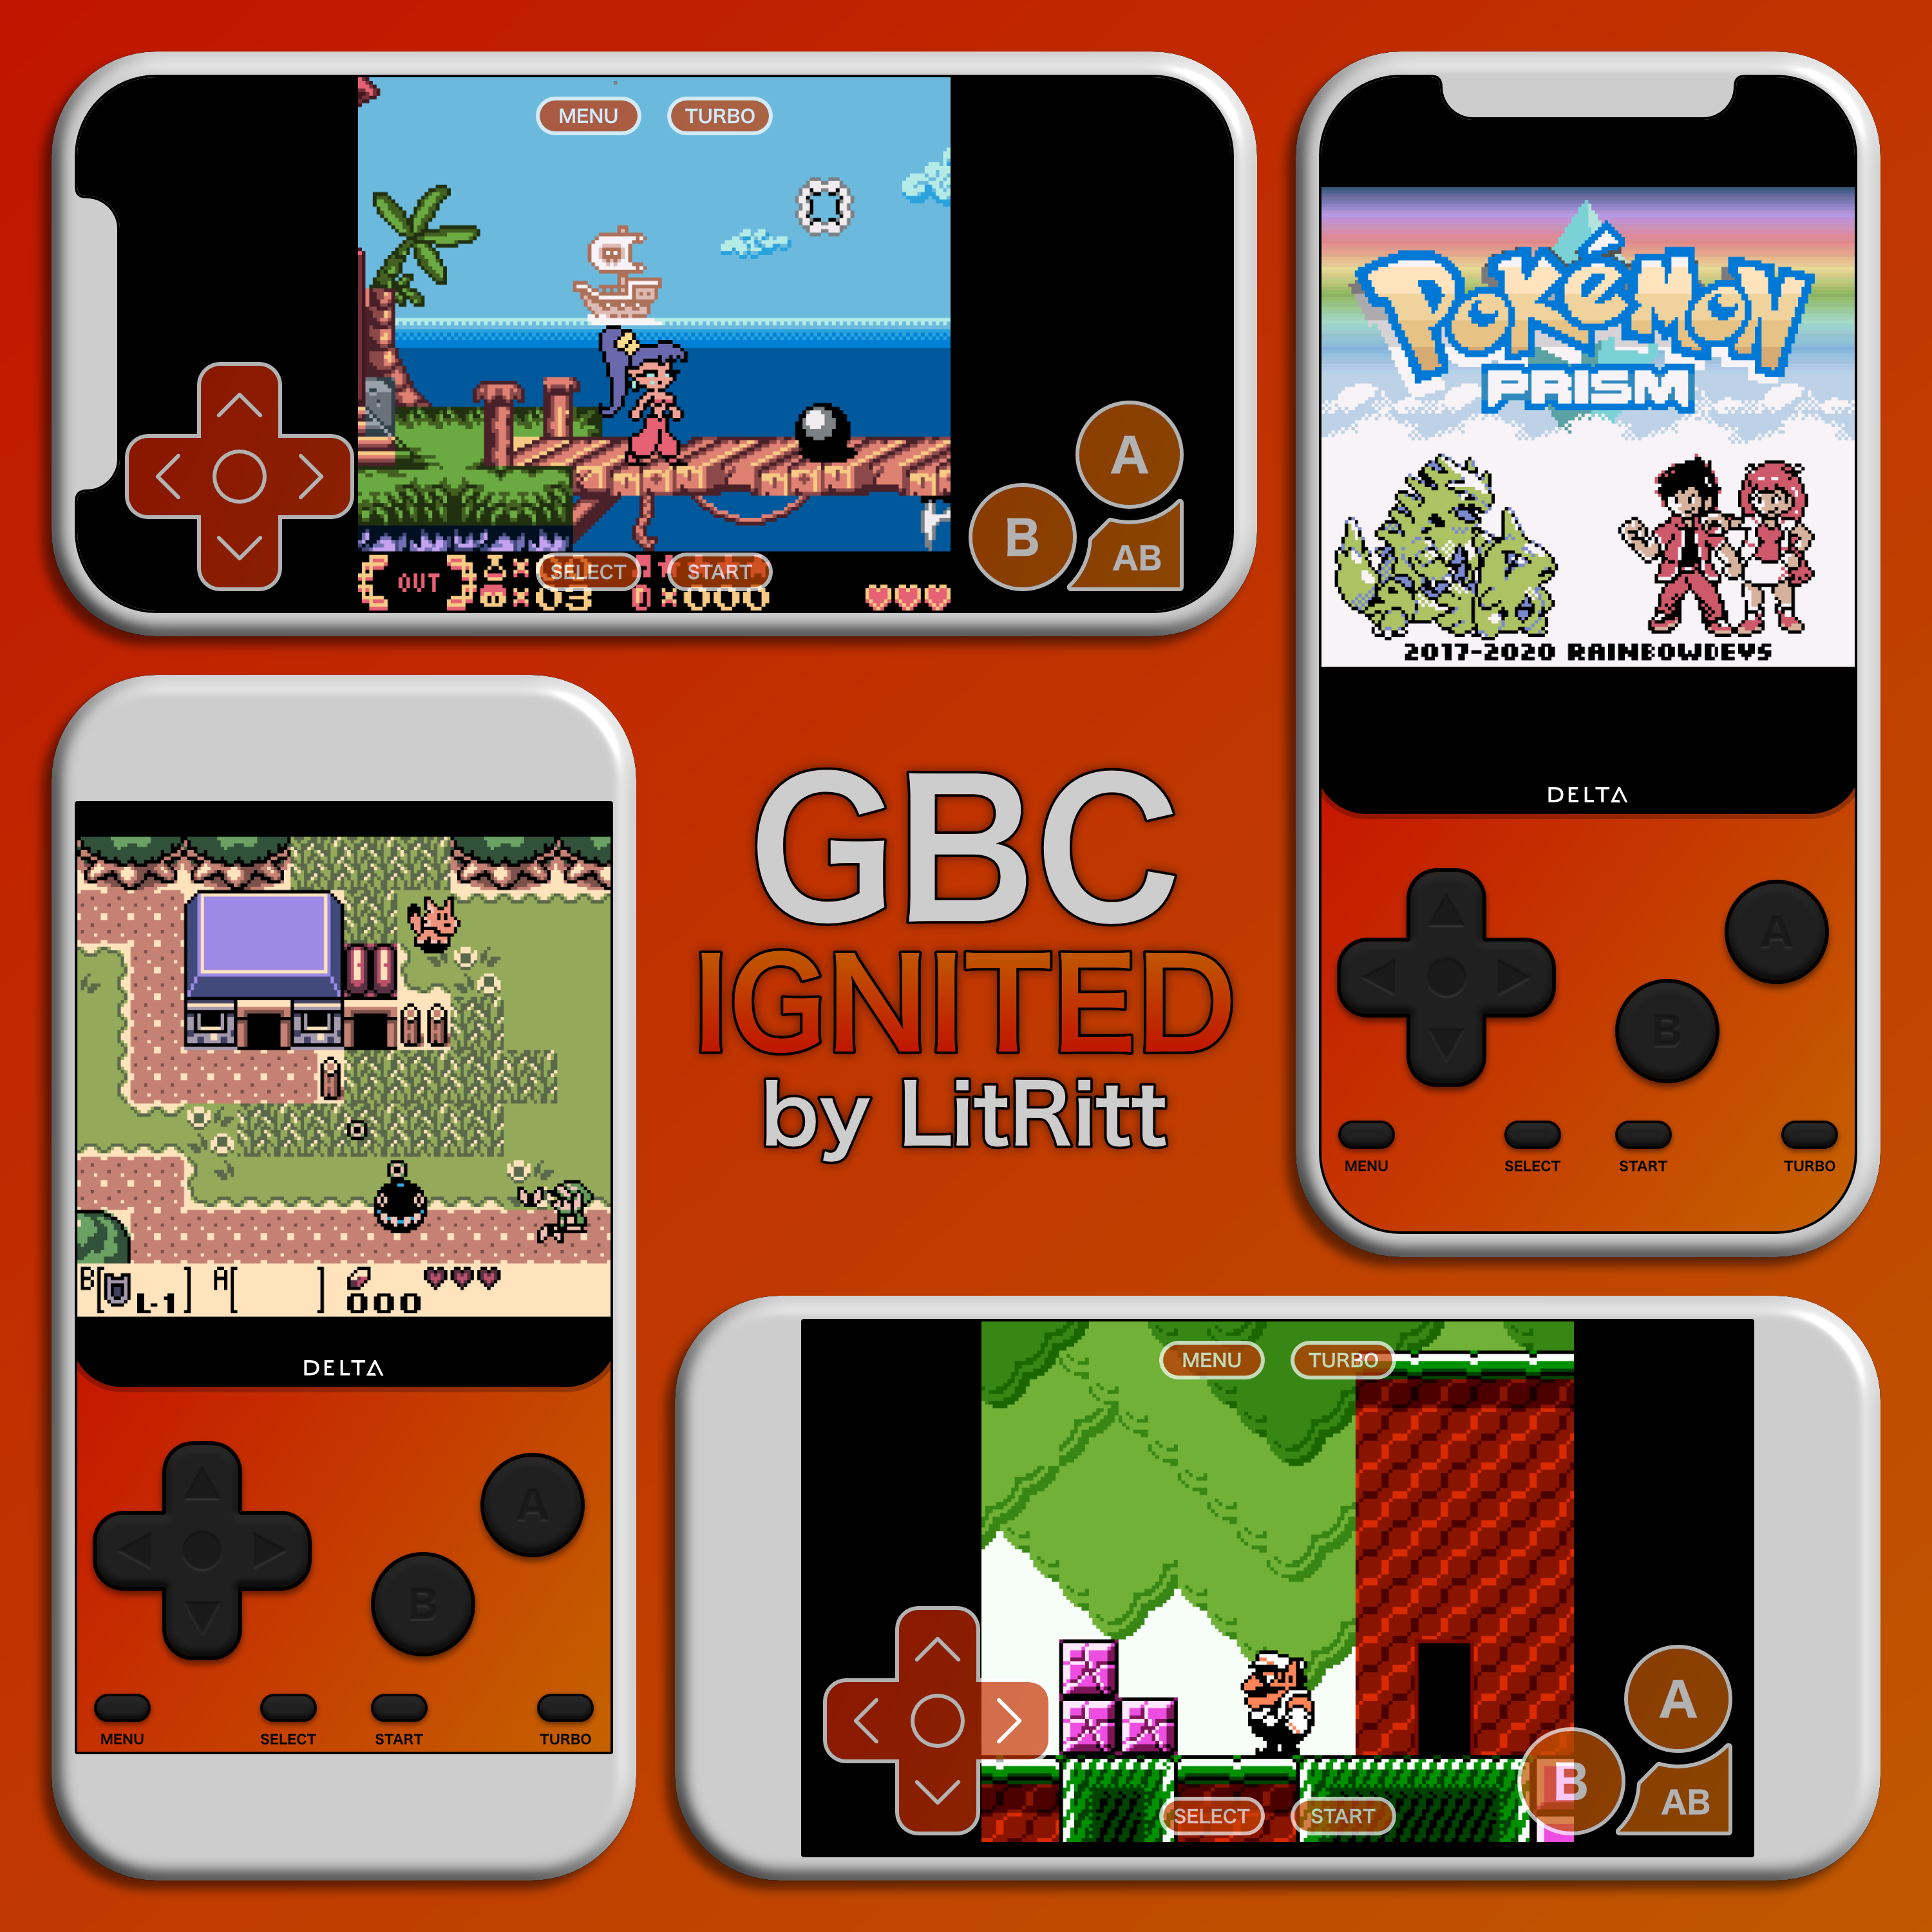 MENU TURBO
OUT
×03 ×000
SELECT START
A
B
AB
POKéMON
PRISM
2017-2020 RAINBOWDEVS
DELTA
A
B
MENU SELECT START TURBO
GBC
IGNITED
by LitRitt
B[ L-1] A[ ] 000
DELTA
A
B
MENU SELECT START TURBO
MENU TURBO
A
B
AB
SELECT START